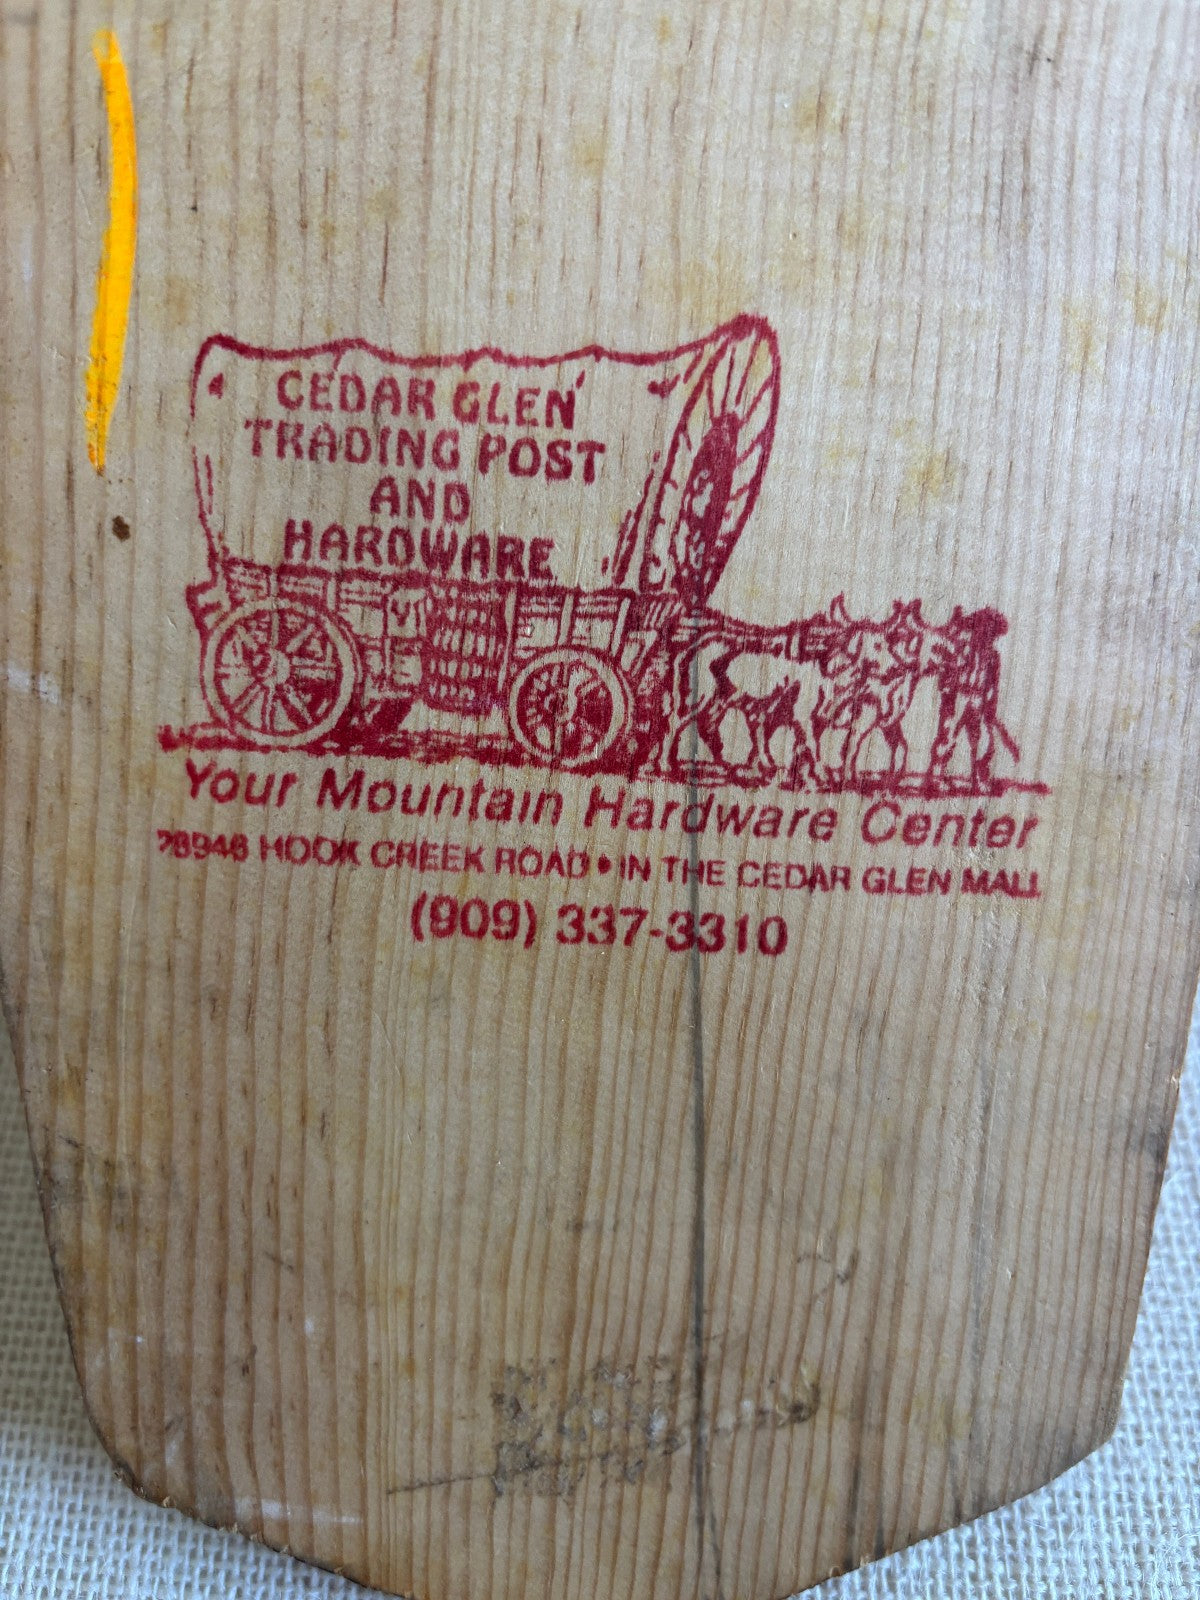 CEDAR GLEN
TRADING POST
AND
HARDWARE
Your Mountain Hardware Center
28946 HOOK CREEK ROAD • IN THE CEDAR GLEN MALL
(909) 337-3310